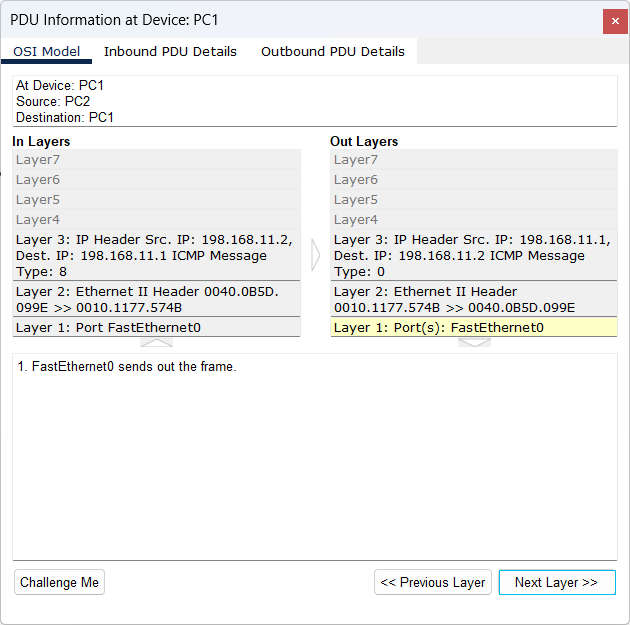 PDU Information at Device: PC1
OSI Model Inbound PDU Details Outbound PDU Details
At Device: PC1
Source: PC2
Destination: PC1
In Layers
Layer7
Layer6
Layer5
Layer4
Layer 3: IP Header Src. IP: 198.168.11.2,
Dest. IP: 198.168.11.1 ICMP Message
Type: 8
Layer 2: Ethernet II Header 0040.0B5D.
099E >> 0010.1177.574B
Layer 1: Port FastEthernet0
Out Layers
Layer7
Layer6
Layer5
Layer4
Layer 3: IP Header Src. IP: 198.168.11.1,
Dest. IP: 198.168.11.2 ICMP Message
Type: 0
Layer 2: Ethernet II Header
0010.1177.574B >> 0040.0B5D.099E
Layer 1: Port(s): FastEthernet0
1. FastEthernet0 sends out the frame.
Challenge Me << Previous Layer Next Layer >>